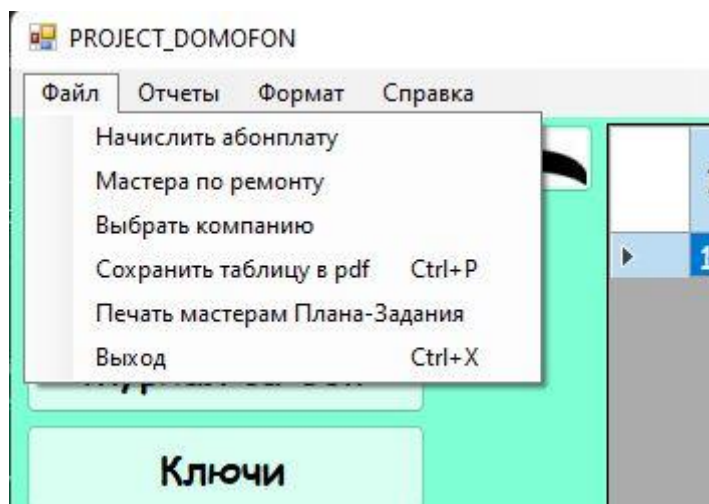 PROJECT_DOMOFON
Файл Отчеты Формат Справка
Начислить абонплату
Мастера по ремонту
Выбрать компанию
Сохранить таблицу в pdf Ctrl+P
Печать мастерам Плана-Задания
Выход Ctrl+X
Ключи